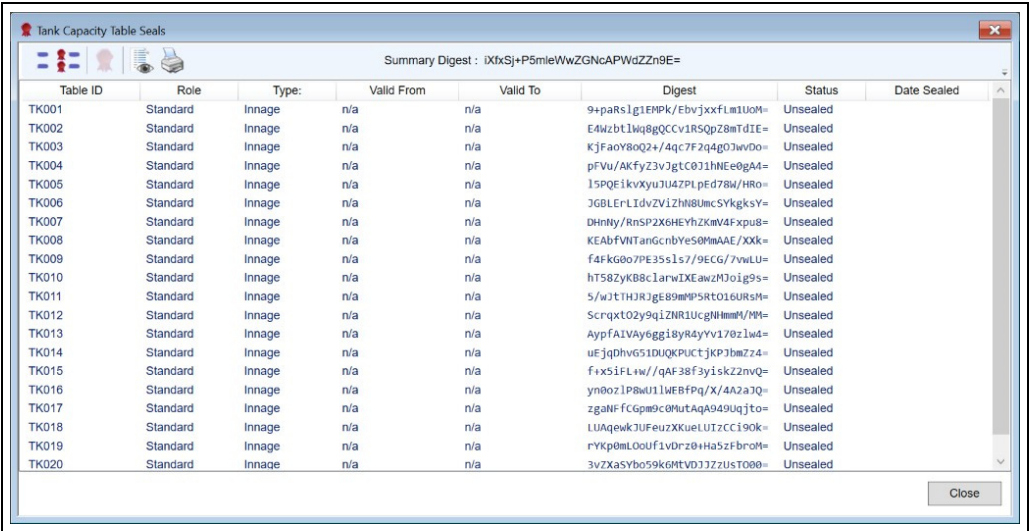 Tank Capacity Table Seals
Summary Digest : iXfxSj+P5mleWwZGNcAPWdZZn9E=
Table ID Role Type: Valid From Valid To Digest Status Date Sealed
TK001 Standard Innage n/a n/a 9+paRslg1EMPk/EbvjxxfLm1UoM= Unsealed
TK002 Standard Innage n/a n/a E4WzbtlWq8gQCCv1RSQpZ8mTdIE= Unsealed
TK003 Standard Innage n/a n/a KjFaoY8oQ2+/4qc7F2q4gOJwvDo= Unsealed
TK004 Standard Innage n/a n/a pFVu/AKfyZ3vJgtC0J1hNEe0gA4= Unsealed
TK005 Standard Innage n/a n/a l5PQEikvXyuJU4ZPLpEd78W/HRo= Unsealed
TK006 Standard Innage n/a n/a JGBLErLIdvZViZhN8UmcSYkgksY= Unsealed
TK007 Standard Innage n/a n/a DHnNy/RnSP2X6HEYhZKmV4Fxpu8= Unsealed
TK008 Standard Innage n/a n/a KEAbfVNTanGcnbYeS0MmAAE/XXk= Unsealed
TK009 Standard Innage n/a n/a f4FkG0o7PE35sls7/9ECG/7vwLU= Unsealed
TK010 Standard Innage n/a n/a hT58ZyKB8clarwIXEawzMJoig9s= Unsealed
TK011 Standard Innage n/a n/a 5/wJtTHJRJgE89mMP5RtO16URsM= Unsealed
TK012 Standard Innage n/a n/a ScrqxtO2y9qiZNR1UcgNHmmM/MM= Unsealed
TK013 Standard Innage n/a n/a AypfAIVAy6ggi8yR4yYv170zlw4= Unsealed
TK014 Standard Innage n/a n/a uEjqDhvG51DUQKPUCtjKPJbmZz4= Unsealed
TK015 Standard Innage n/a n/a f+x5iFL+w//qAF38f3yiskZ2nvQ= Unsealed
TK016 Standard Innage n/a n/a yn0ozlP8wU1lWEBfPq/X/4A2aJQ= Unsealed
TK017 Standard Innage n/a n/a zgaNFfCGpm9c0MutAqA949Uqjto= Unsealed
TK018 Standard Innage n/a n/a LUAqewkJUFeuzXKueLUIzCCi9Ok= Unsealed
TK019 Standard Innage n/a n/a rYKp0mLOoUf1vDrz0+Ha5zFbroM= Unsealed
TK020 Standard Innage n/a n/a 3vZXaSYbo59k6MtVDJJZzUsTO00= Unsealed
Close